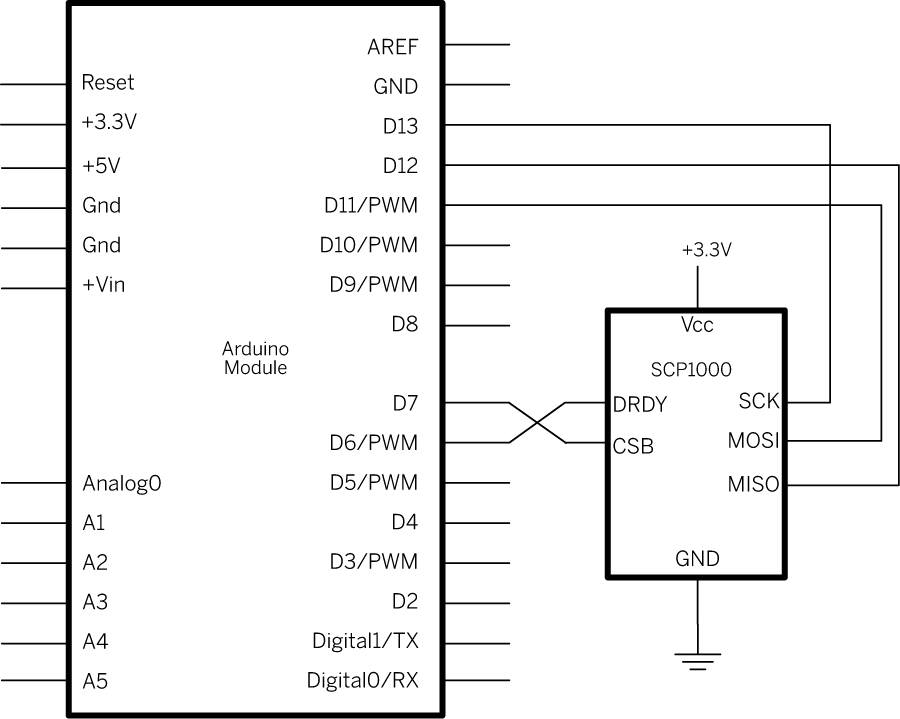 AREF
GND
D13
D12
D11/PWM
D10/PWM
D9/PWM
D8
D7
D6/PWM
D5/PWM
D4
D3/PWM
D2
Digital1/TX
Digital0/RX
Reset
+3.3V
+5V
Gnd
Gnd
+Vin
Arduino
Module
Analog0
A1
A2
A3
A4
A5
+3.3V
Vcc
SCP1000
DRDY
CSB
SCK
MOSI
MISO
GND